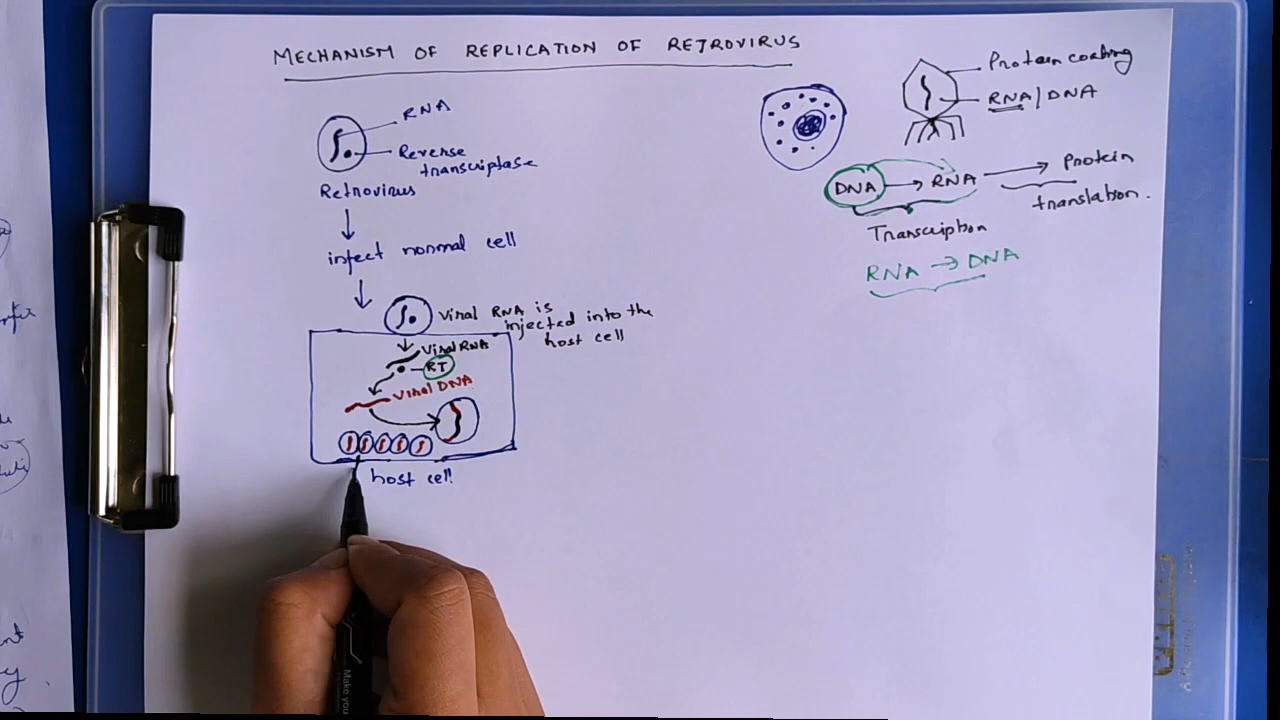 MECHANISM OF REPLICATION OF RETROVIRUS
RNA
Reverse
transcriptase
Retrovirus
infect normal cell
Viral RNA is
injected into the
host cell
Viral RNA
RT
Viral DNA
host cell
Protein coating
RNA/DNA
DNA → RNA → Protein
translation.
Transcription
RNA → DNA
Make you